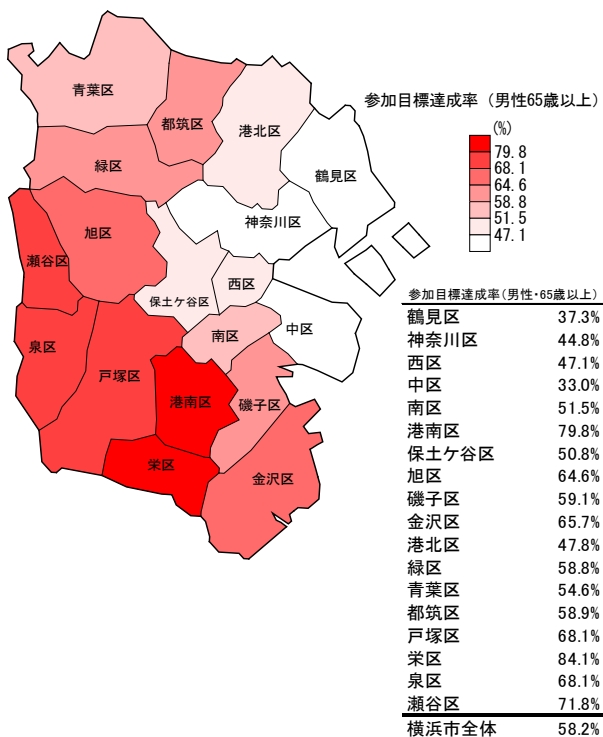 青葉区
都筑区
港北区
緑区
鶴見区
神奈川区
旭区
瀬谷区
西区
保土ケ谷区
中区
南区
泉区
戸塚区
港南区
磯子区
栄区
金沢区
参加目標達成率（男性65歳以上）
(%)
79.8
68.1
64.6
58.8
51.5
47.1
参加目標達成率(男性・65歳以上)
鶴見区 37.3%
神奈川区 44.8%
西区 47.1%
中区 33.0%
南区 51.5%
港南区 79.8%
保土ケ谷区 50.8%
旭区 64.6%
磯子区 59.1%
金沢区 65.7%
港北区 47.8%
緑区 58.8%
青葉区 54.6%
都筑区 58.9%
戸塚区 68.1%
栄区 84.1%
泉区 68.1%
瀬谷区 71.8%
横浜市全体 58.2%